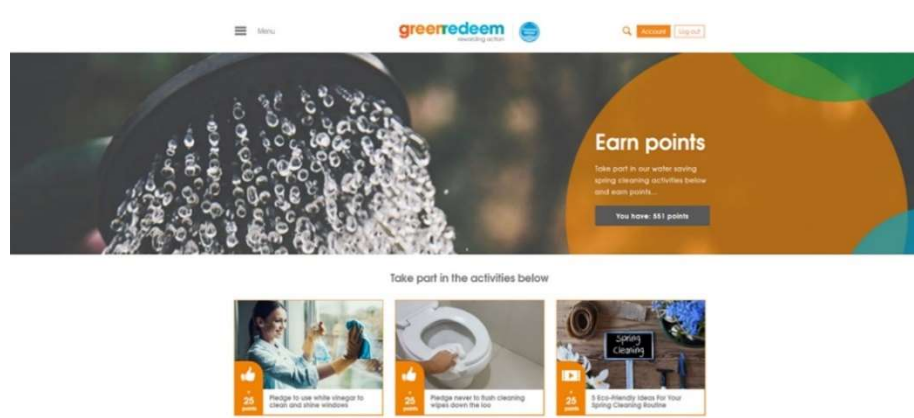 Menu
greenredeem
rewarding action
Account
Log out
Earn points
Take part in our water saving
spring cleaning activities below
and earn points...
You have: 551 points
Take part in the activities below
+
25
points
Pledge to use white vinegar to
clean and shine windows
+
25
points
Pledge never to flush cleaning
wipes down the loo
Spring
Cleaning
+
25
points
5 Eco-Friendly Ideas For Your
Spring Cleaning Routine